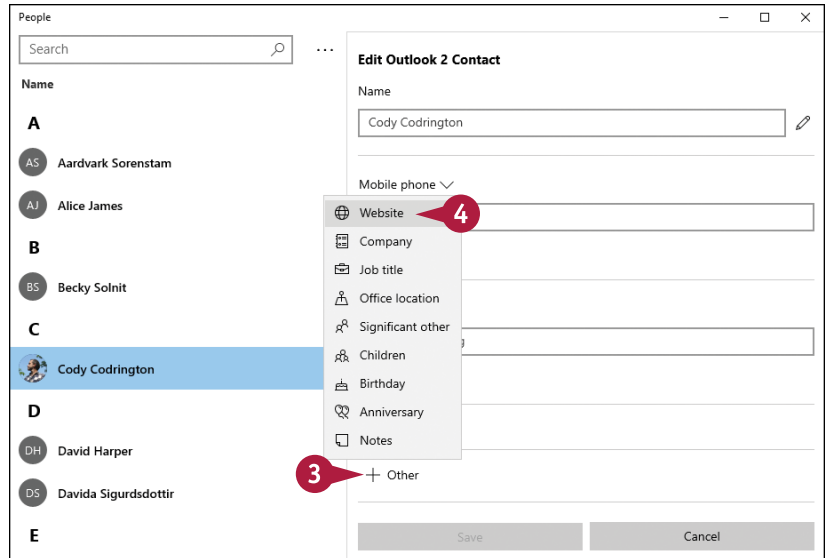 People
Search
...
Name
A
AS Aardvark Sorenstam
AJ Alice James
B
BS Becky Solnit
C
Cody Codrington
D
DH David Harper
DS Davida Sigurdsdottir
E
Edit Outlook 2 Contact
Name
Cody Codrington
Mobile phone
Website
4
Company
Job title
Office location
Significant other
Children
Birthday
Anniversary
Notes
3
+ Other
Save
Cancel